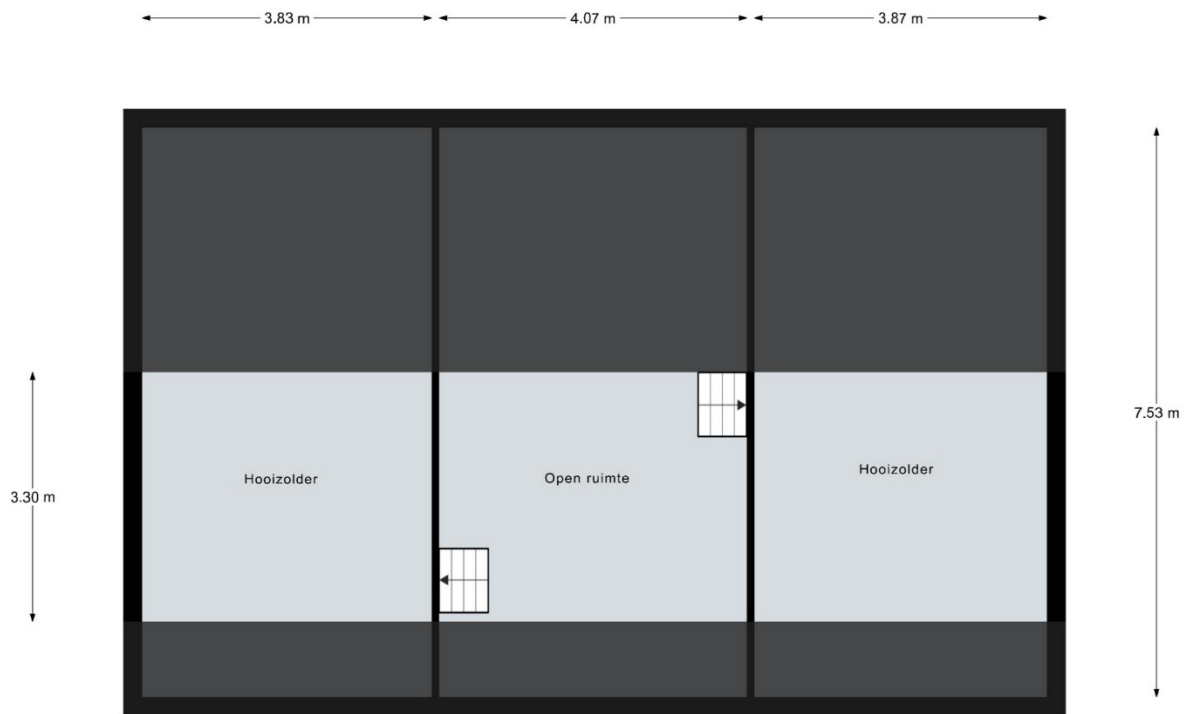 3.83 m
4.07 m
3.87 m
7.53 m
3.30 m
Hooizolder
Open ruimte
Hooizolder